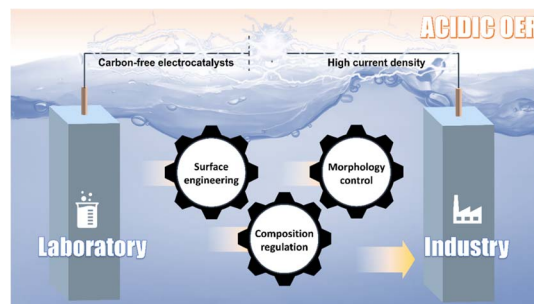 ACIDIC OER
Carbon-free electrocatalysts
High current density
Surface
engineering
Morphology
control
Composition
regulation
Laboratory
Industry